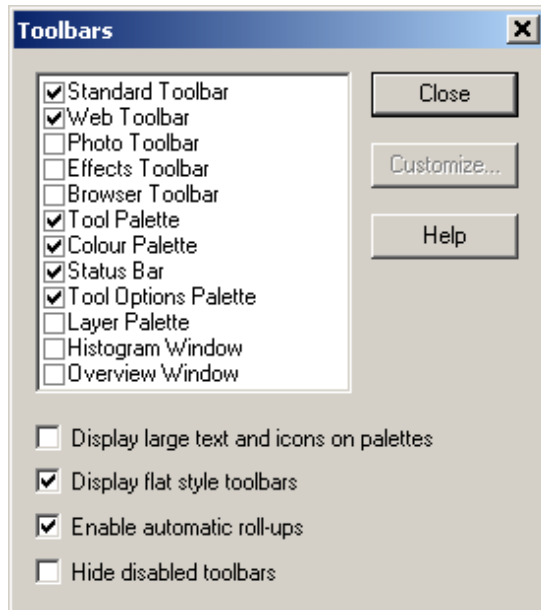 Toolbars
Standard Toolbar
Web Toolbar
Photo Toolbar
Effects Toolbar
Browser Toolbar
Tool Palette
Colour Palette
Status Bar
Tool Options Palette
Layer Palette
Histogram Window
Overview Window
Close
Customize...
Help
Display large text and icons on palettes
Display flat style toolbars
Enable automatic roll-ups
Hide disabled toolbars